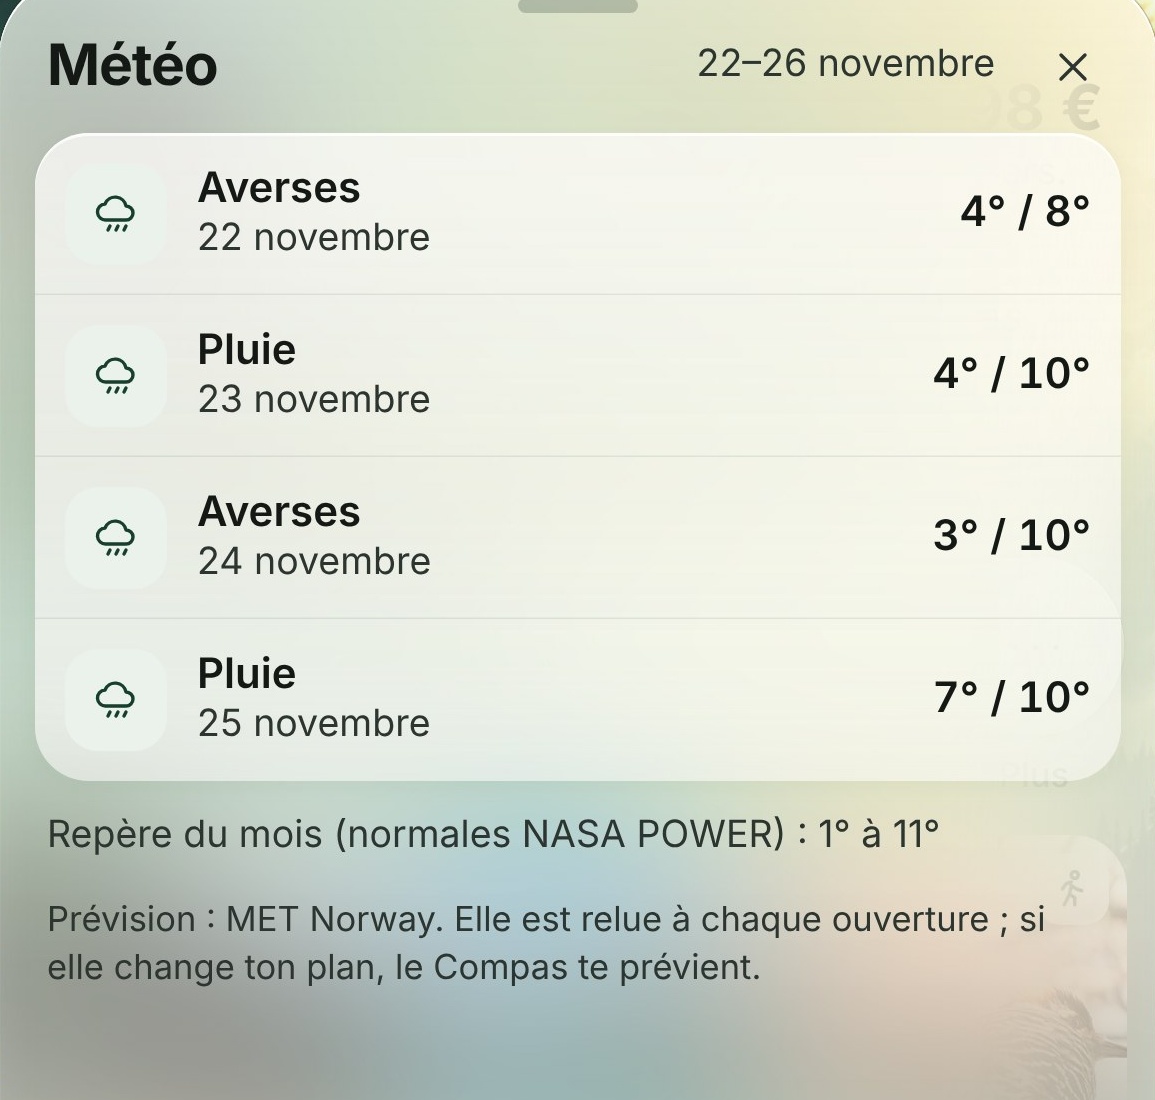 Météo
22–26 novembre
8 €
Averses
22 novembre
4° / 8°
Pluie
23 novembre
4° / 10°
Averses
24 novembre
3° / 10°
Pluie
25 novembre
7° / 10°
Plus
Repère du mois (normales NASA POWER) : 1° à 11°
Prévision : MET Norway. Elle est relue à chaque ouverture ; si
elle change ton plan, le Compas te prévient.